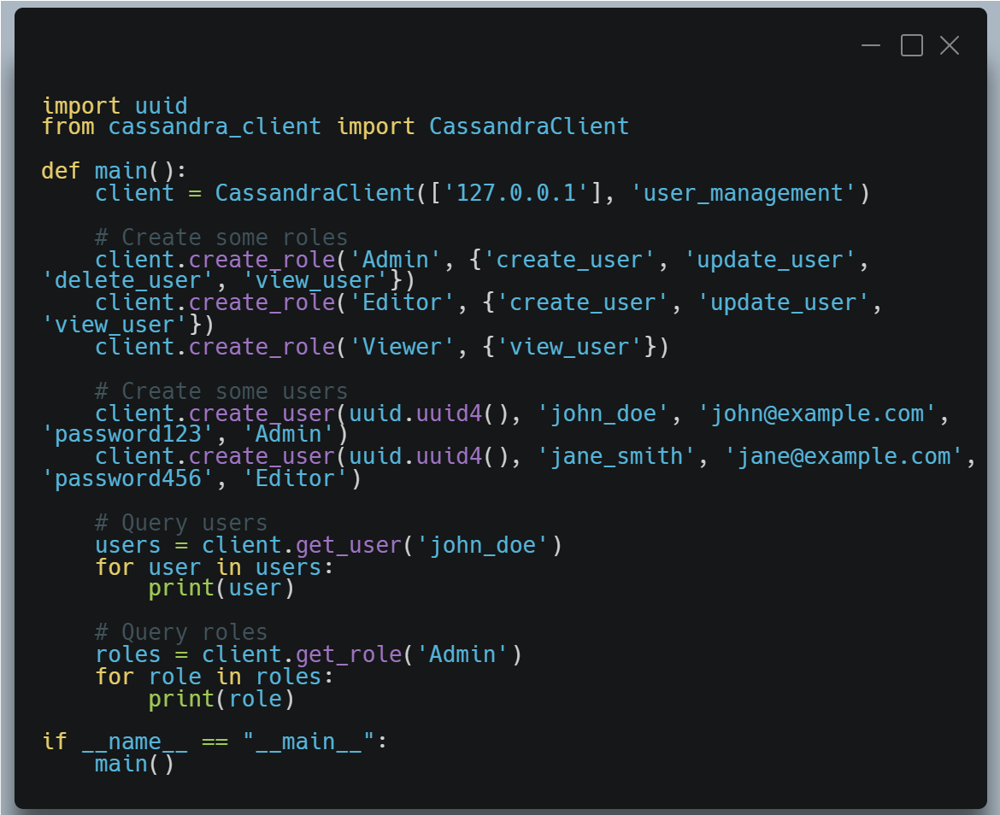 import uuid
from cassandra_client import CassandraClient

def main():
    client = CassandraClient(['127.0.0.1'], 'user_management')

    # Create some roles
    client.create_role('Admin', {'create_user', 'update_user',
'delete_user', 'view_user'})
    client.create_role('Editor', {'create_user', 'update_user',
'view_user'})
    client.create_role('Viewer', {'view_user'})

    # Create some users
    client.create_user(uuid.uuid4(), 'john_doe', 'john@example.com',
'password123', 'Admin')
    client.create_user(uuid.uuid4(), 'jane_smith', 'jane@example.com',
'password456', 'Editor')

    # Query users
    users = client.get_user('john_doe')
    for user in users:
        print(user)

    # Query roles
    roles = client.get_role('Admin')
    for role in roles:
        print(role)

if __name__ == "__main__":
    main()